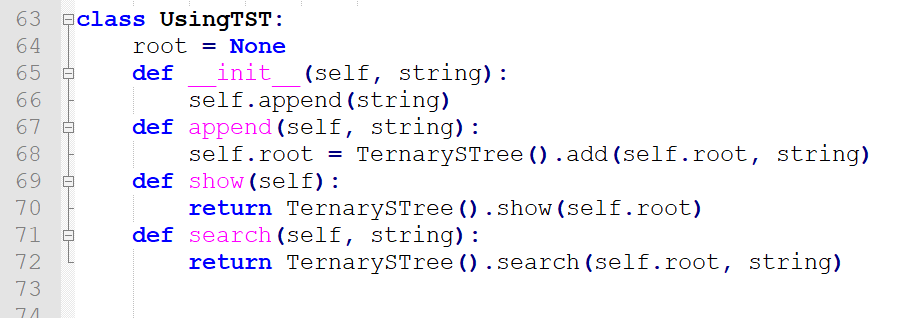 63 class UsingTST:
64     root = None
65     def __init__(self, string):
66         self.append(string)
67     def append(self, string):
68         self.root = TernarySTree().add(self.root, string)
69     def show(self):
70         return TernarySTree().show(self.root)
71     def search(self, string):
72         return TernarySTree().search(self.root, string)
73
74